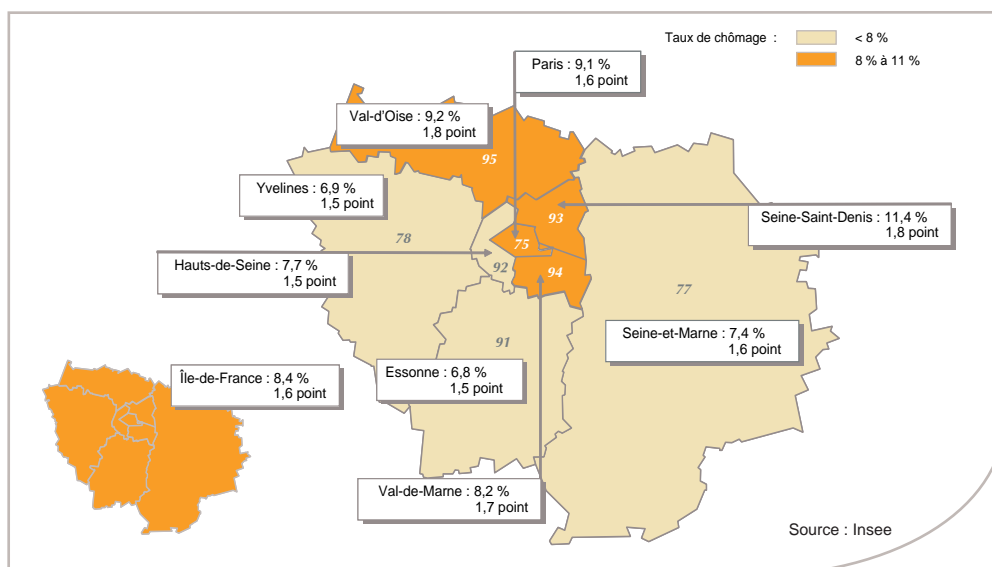 Taux de chômage :
< 8 %
8 % à 11 %
Paris : 9,1 %
1,6 point
Val-d'Oise : 9,2 %
1,8 point
95
Yvelines : 6,9 %
1,5 point
93
Seine-Saint-Denis : 11,4 %
1,8 point
78
75
Hauts-de-Seine : 7,7 %
1,5 point
92
94
77
Seine-et-Marne : 7,4 %
1,6 point
91
Essonne : 6,8 %
1,5 point
Île-de-France : 8,4 %
1,6 point
Val-de-Marne : 8,2 %
1,7 point
Source : Insee